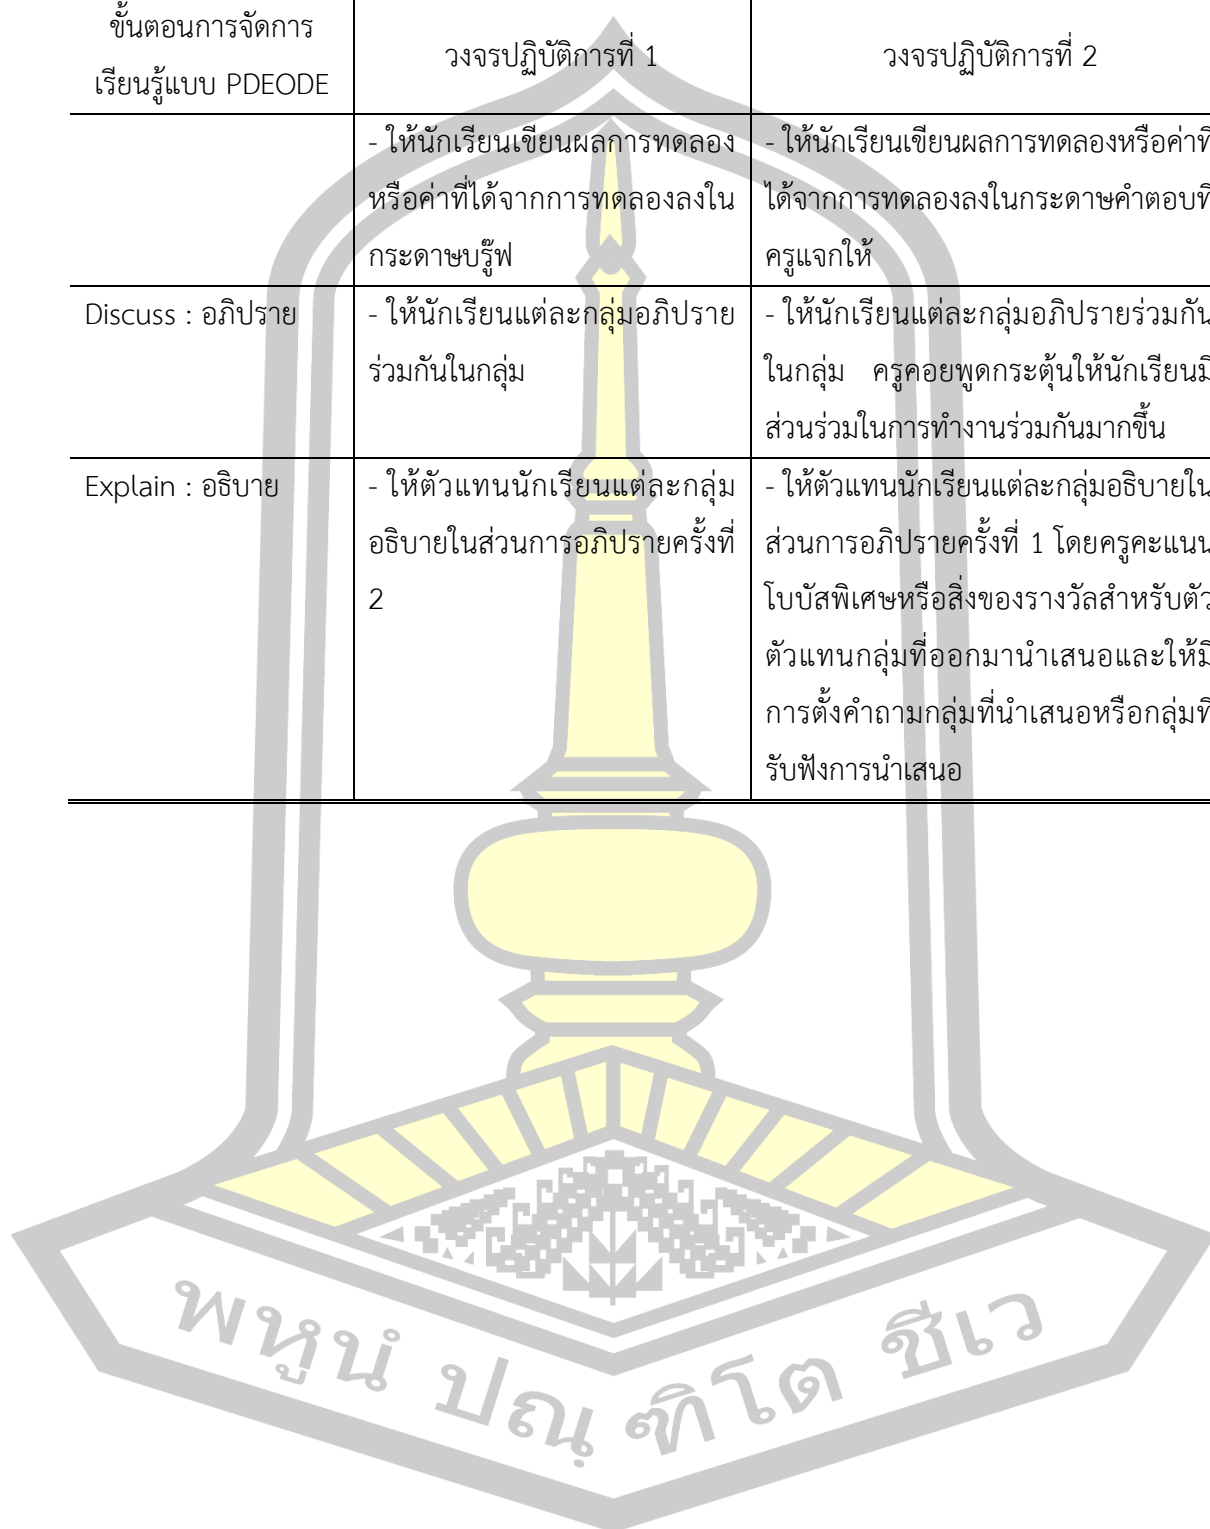 ขั้นตอนการจัดการ
เรียนรู้แบบ PDEODE
วงจรปฏิบัติการที่ 1
วงจรปฏิบัติการที่ 2
- ให้นักเรียนเขียนผลการทดลอง
หรือค่าที่ได้จากการทดลองลงใน
กระดาษบรู๊ฟ
- ให้นักเรียนเขียนผลการทดลองหรือค่าที่
ได้จากการทดลองลงในกระดาษคำตอบที่
ครูแจกให้
Discuss : อภิปราย
- ให้นักเรียนแต่ละกลุ่มอภิปราย
ร่วมกันในกลุ่ม
- ให้นักเรียนแต่ละกลุ่มอภิปรายร่วมกัน
ในกลุ่ม ครูคอยพูดกระตุ้นให้นักเรียนมี
ส่วนร่วมในการทำงานร่วมกันมากขึ้น
Explain : อธิบาย
- ให้ตัวแทนนักเรียนแต่ละกลุ่ม
อธิบายในส่วนการอภิปรายครั้งที่
2
- ให้ตัวแทนนักเรียนแต่ละกลุ่มอธิบายใน
ส่วนการอภิปรายครั้งที่ 1 โดยครูคะแนน
โบบัสพิเศษหรือสิ่งของรางวัลสำหรับตัว
ตัวแทนกลุ่มที่ออกมานำเสนอและให้มี
การตั้งคำถามกลุ่มที่นำเสนอหรือกลุ่มที่
รับฟังการนำเสนอ
พหูนํ ปณฺฑิโต ชีเว